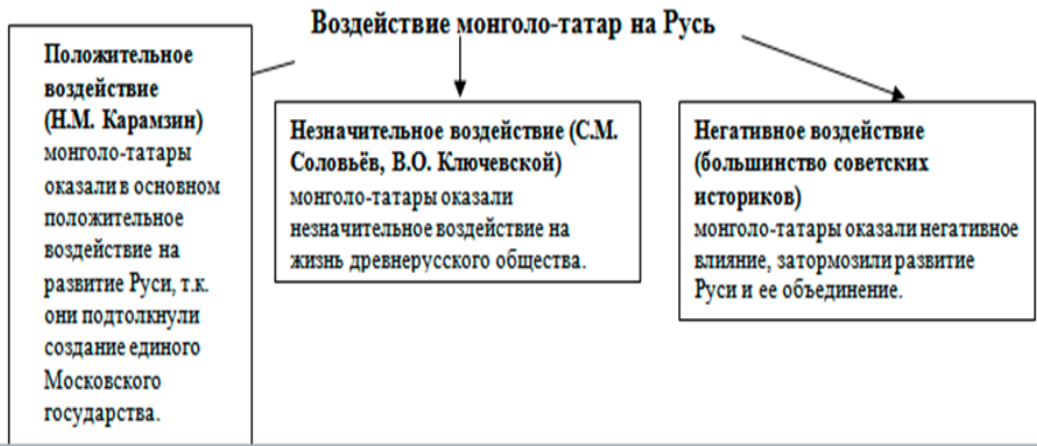 Воздействие монголо-татар на Русь
Положительное
воздействие
(Н.М. Карамзин)
монголо-татары
оказали в основном
положительное
воздействие на
развитие Руси, т.к.
они подтолкнули
создание единого
Московского
государства.
Незначительное воздействие (С.М.
Соловьёв, В.О. Ключевской)
монголо-татары оказали
незначительное воздействие на
жизнь древнерусского общества.
Негативное воздействие
(большинство советских
историков)
монголо-татары оказали негативное
влияние, затормозили развитие
Руси и ее объединение.